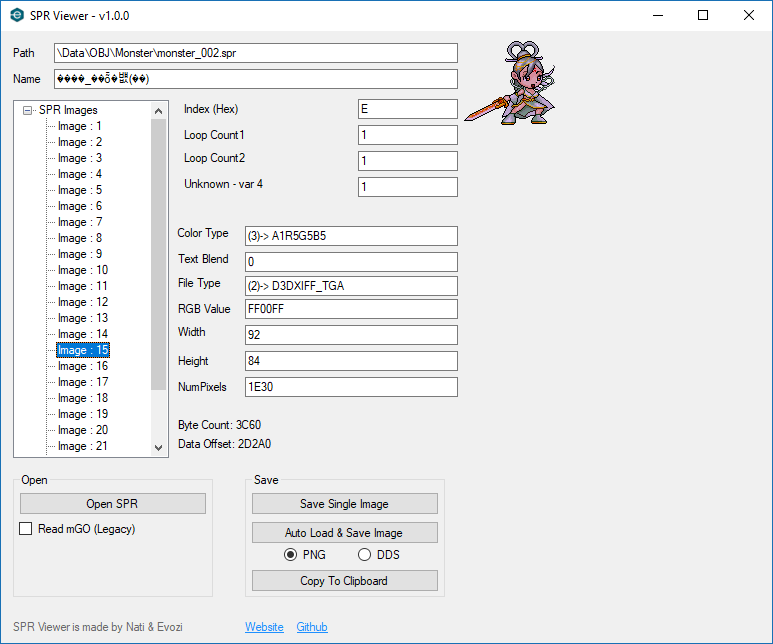 SPR Viewer - v1.0.0
Path
\Data\OBJ\Monster\monster_002.spr
Name
����_��ȭ�뷮(��)
SPR Images
Image : 1
Image : 2
Image : 3
Image : 4
Image : 5
Image : 6
Image : 7
Image : 8
Image : 9
Image : 10
Image : 11
Image : 12
Image : 13
Image : 14
Image : 15
Image : 16
Image : 17
Image : 18
Image : 19
Image : 20
Image : 21
Index (Hex)
E
Loop Count1
1
Loop Count2
1
Unknown - var 4
1
Color Type
(3)-> A1R5G5B5
Text Blend
0
File Type
(2)-> D3DXIFF_TGA
RGB Value
FF00FF
Width
92
Height
84
NumPixels
1E30
Byte Count: 3C60
Data Offset: 2D2A0
Open
Open SPR
Read mGO (Legacy)
Save
Save Single Image
Auto Load & Save Image
PNG
DDS
Copy To Clipboard
SPR Viewer is made by Nati & Evozi
Website
Github